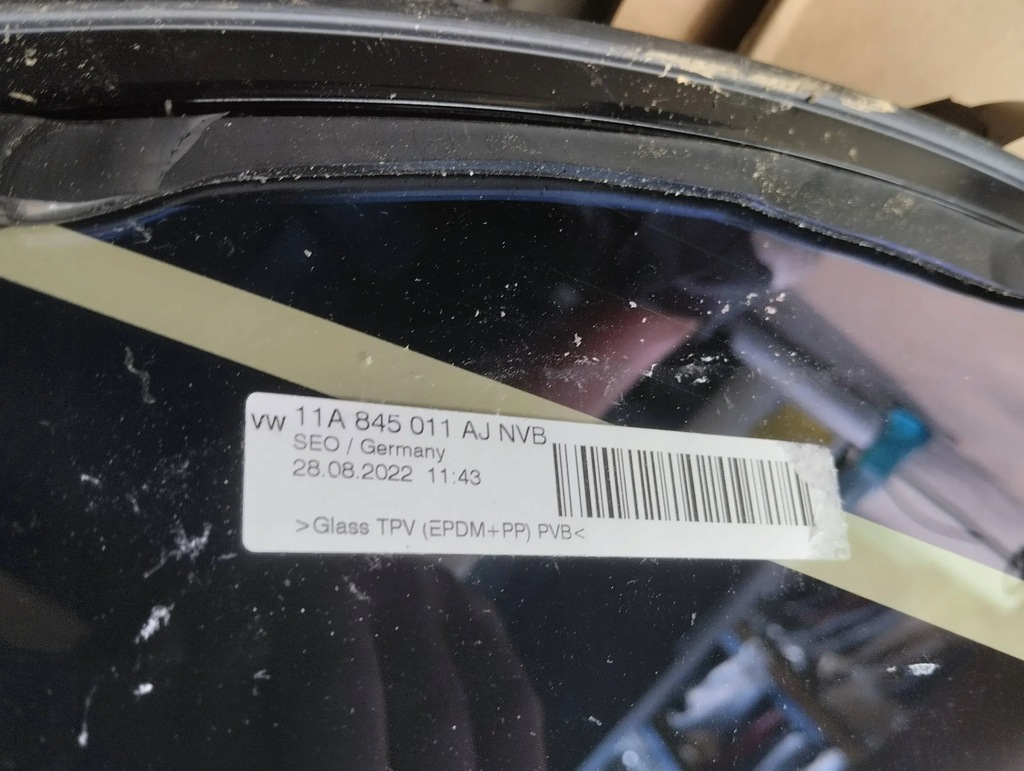 vw 11A 845 011 AJ NVB
SEO / Germany
28.08.2022 11:43
>Glass TPV (EPDM+PP) PVB<